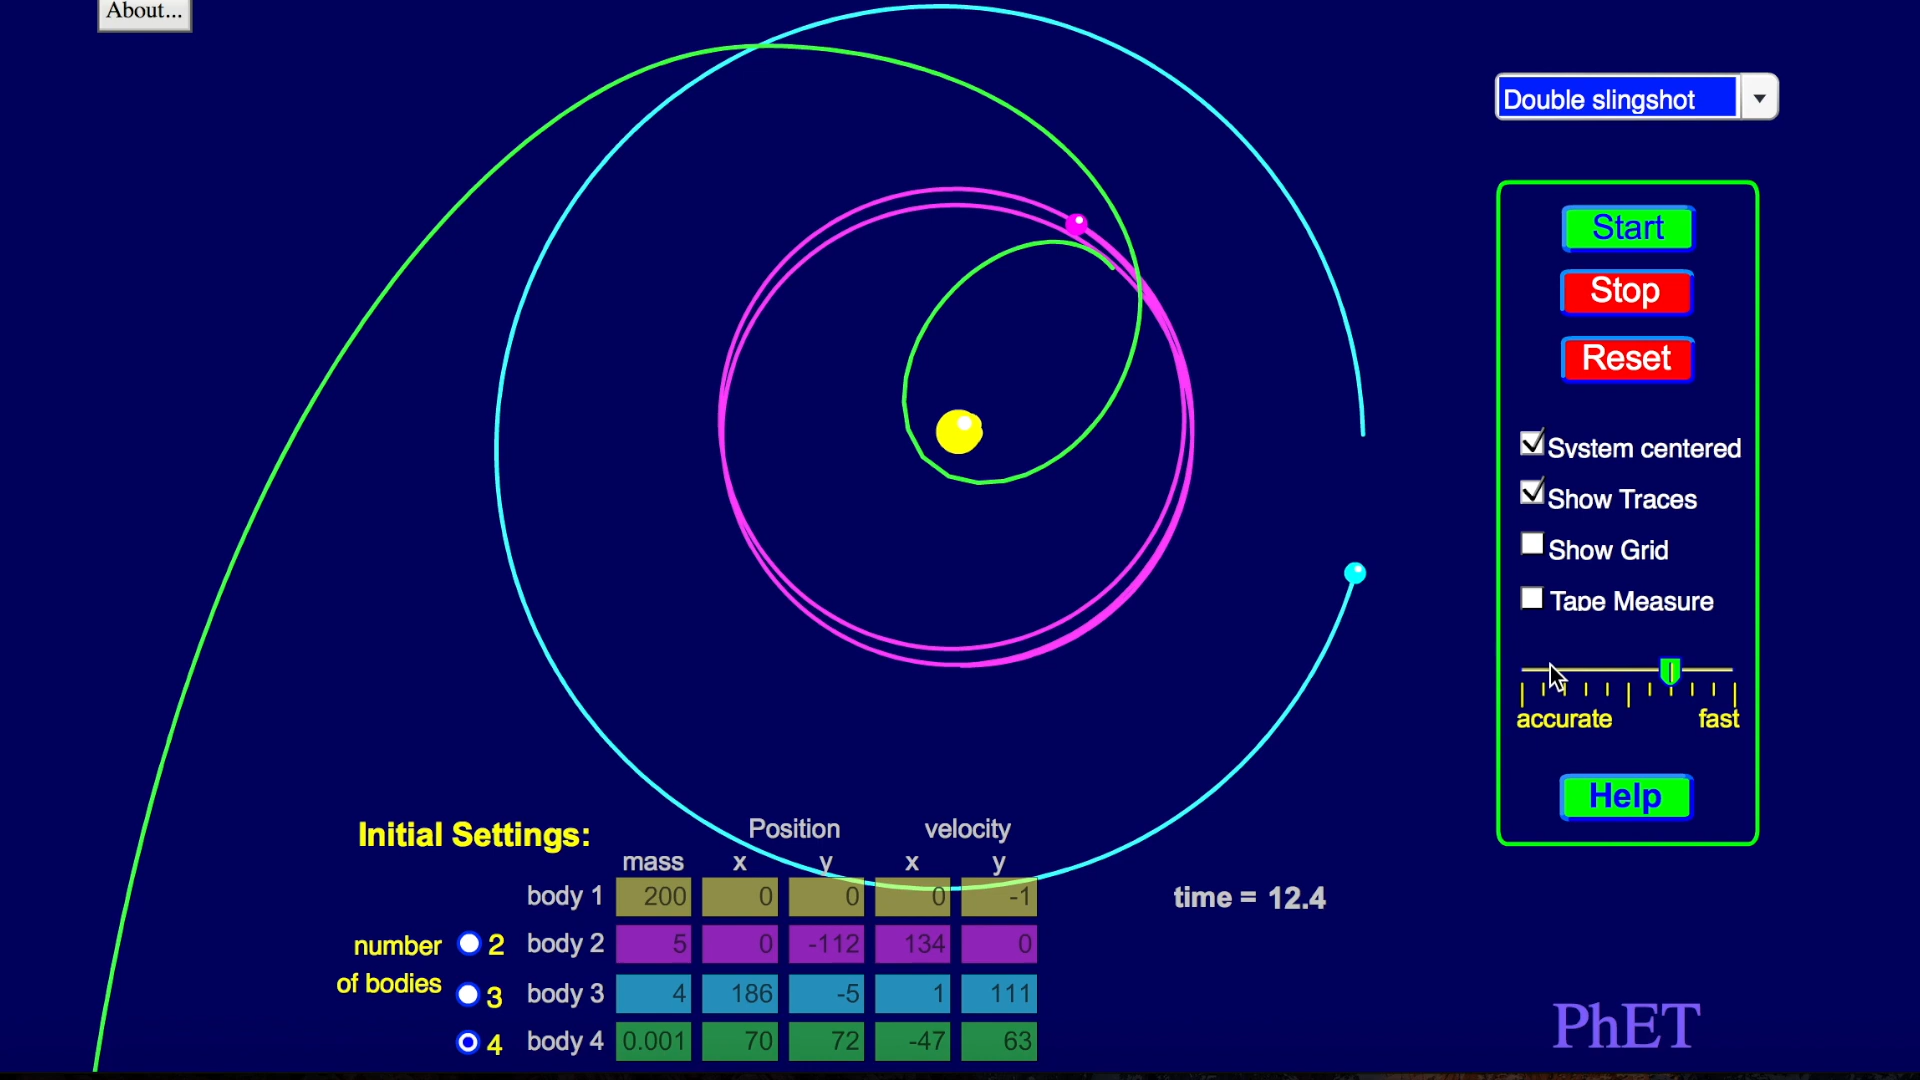 About...
Double slingshot
Start
Stop
Reset
System centered
Show Traces
Show Grid
Tape Measure
accurate fast
Help
Initial Settings:
Position velocity
mass x y x y
body 1 200 0 0 0 -1
number of bodies
2 body 2 5 0 -112 134 0
3 body 3 4 186 -5 1 111
4 body 4 0.001 70 72 -47 63
time = 12.4
PhET